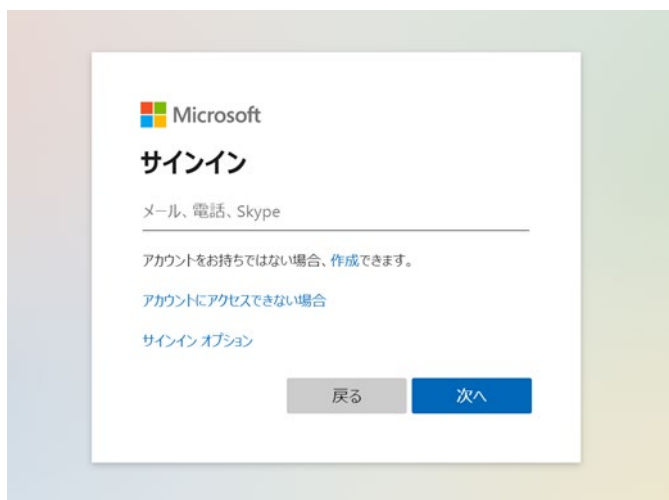 Microsoft
サインイン
メール、電話、Skype
アカウントをお持ちではない場合、作成できます。
アカウントにアクセスできない場合
サインイン オプション
戻る
次へ